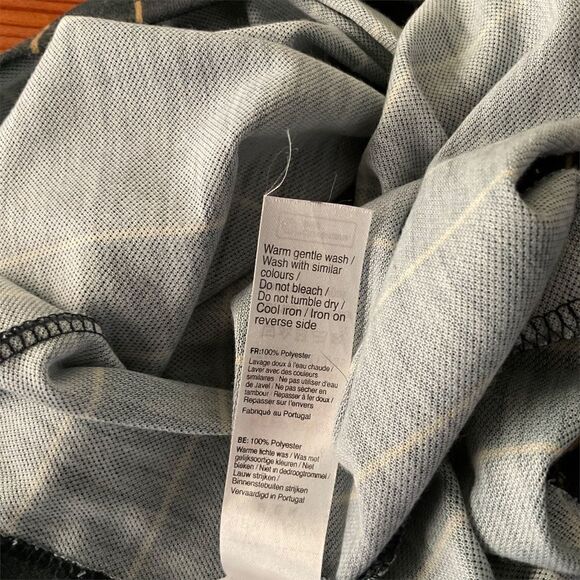 Warm gentle wash /
Wash with similar
colours /
Do not bleach /
Do not tumble dry /
Cool iron / Iron on
reverse side
FR:100% Polyester
Lavage doux à l'eau chaude /
Laver avec des couleurs
similaires / Ne pas utiliser d'eau
de Javel / Ne pas sécher en
tambour / Repasser à fer doux /
Repasser sur l'envers
Fabriqué au Portugal
BE: 100% Polyester
Warme lichte was / Was met
gelijksoortige kleuren / Niet
bleken / Niet in dedroogtrommel /
Lauw strijken /
Binnenstebuiten strijken
Vervaardigd in Portugal